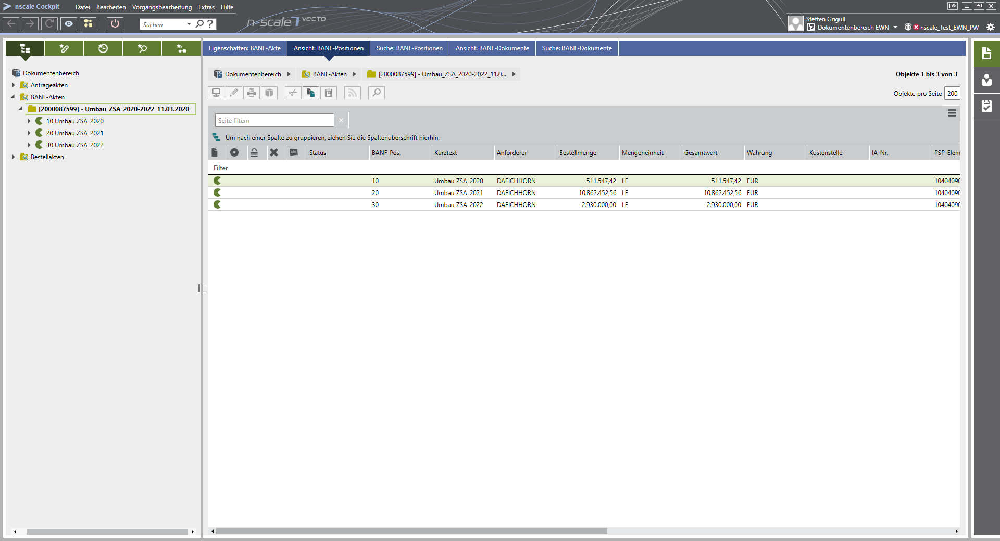 nscale Cockpit
Datei Bearbeiten Vorgangsbearbeitung Extras Hilfe
Suchen
?
n-scale 7 vecto
Steffen Grigull
Dokumentenbereich EWN
nscale_Test_EWN_PW
Eigenschaften: BANF-Akte
Ansicht: BANF-Positionen
Suche: BANF-Positionen
Ansicht: BANF-Dokumente
Suche: BANF-Dokumente
Dokumentenbereich
Anfrageakten
BANF-Akten
[2000087599] - Umbau_ZSA_2020-2022_11.03.2020
10 Umbau ZSA_2020
20 Umbau ZSA_2021
30 Umbau ZSA_2022
Bestellakten
Dokumentenbereich
BANF-Akten
[2000087599] - Umbau_ZSA_2020-2022_11.0...
Objekte 1 bis 3 von 3
Objekte pro Seite 200
Seite filtern
Um nach einer Spalte zu gruppieren, ziehen Sie die Spaltenüberschrift hierhin.
Abc Status BANF-Pos. Kurztext Anforderer Bestellmenge Mengeneinheit Gesamtwert Währung Kostenstelle IA-Nr. PSP-Elem
Filter
10 Umbau ZSA_2020 DAEICHHORN 511.547,42 LE 511.547,42 EUR 10404090
20 Umbau ZSA_2021 DAEICHHORN 10.862.452,56 LE 10.862.452,56 EUR 10404090
30 Umbau ZSA_2022 DAEICHHORN 2.930.000,00 LE 2.930.000,00 EUR 10404090